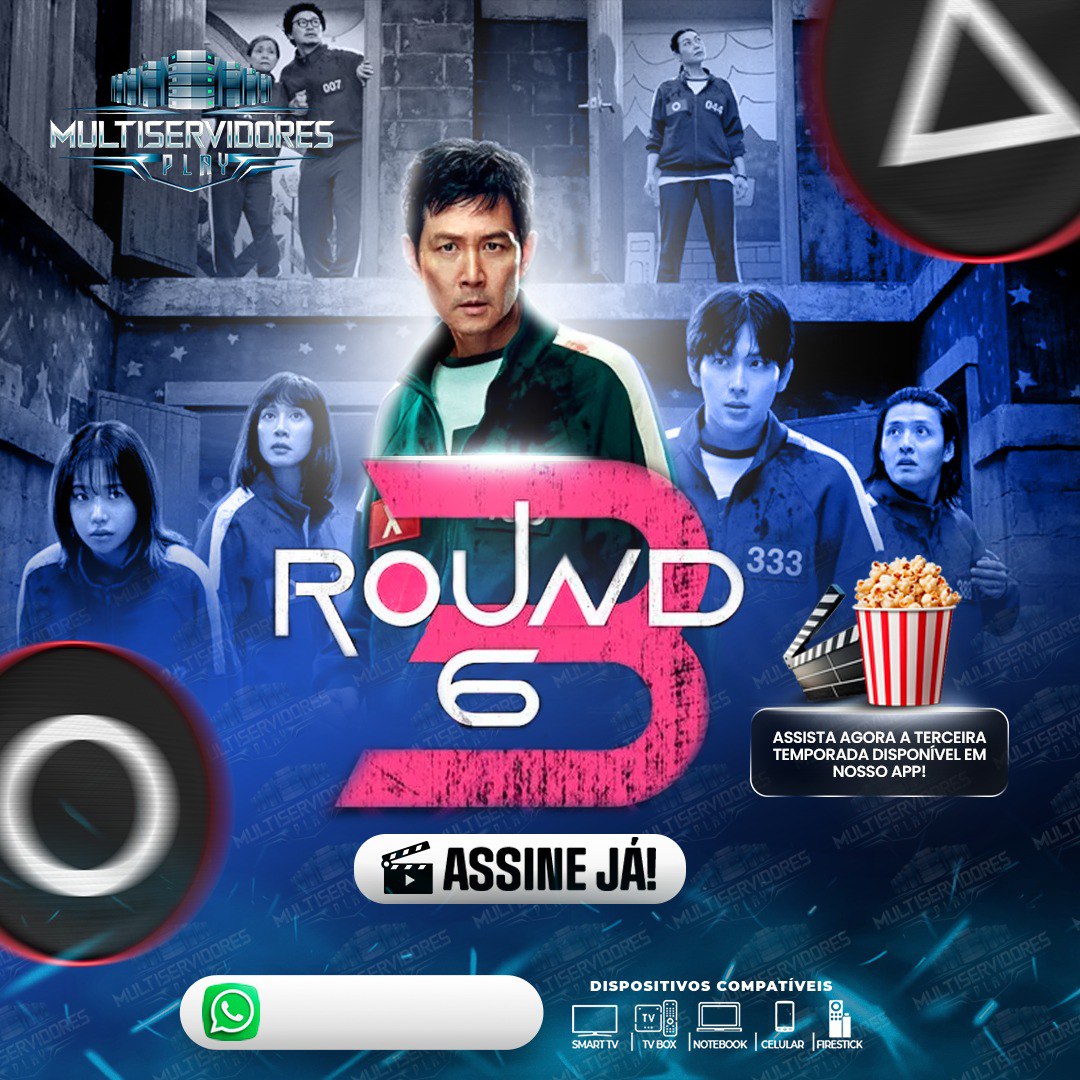 MULTISERVIDORES
PLAY
007
044
333
ROUND
6
3
ASSISTA AGORA A TERCEIRA
TEMPORADA DISPONÍVEL EM
NOSSO APP!
ASSINE JÁ!
DISPOSITIVOS COMPATÍVEIS
TV
SMART TV | TV BOX | NOTEBOOK | CELULAR | FIRESTICK